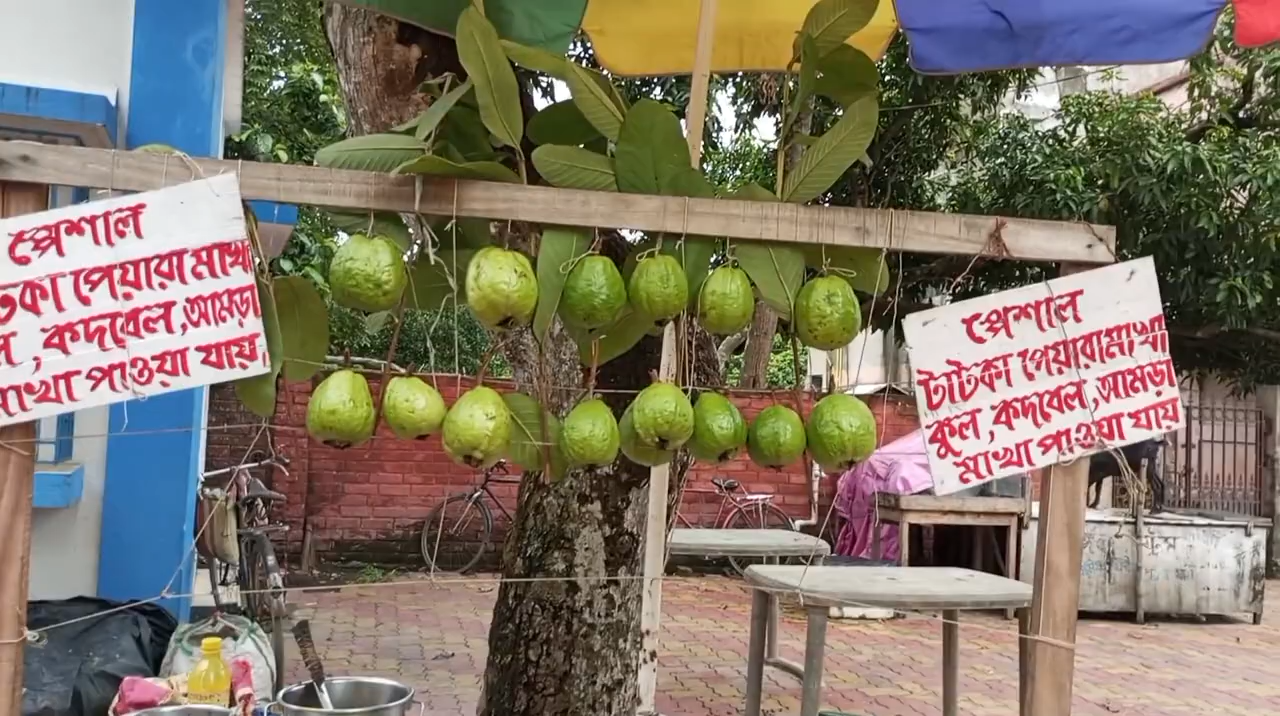 স্পেশাল
টকা পেয়ারা মাখা
কদবেল, আমড়া
মাখা পাওয়া যায়
স্পেশাল
টাটকা পেয়ারামাখা
কুল, কদবেল, আমড়া
মাখা পাওয়া যায়